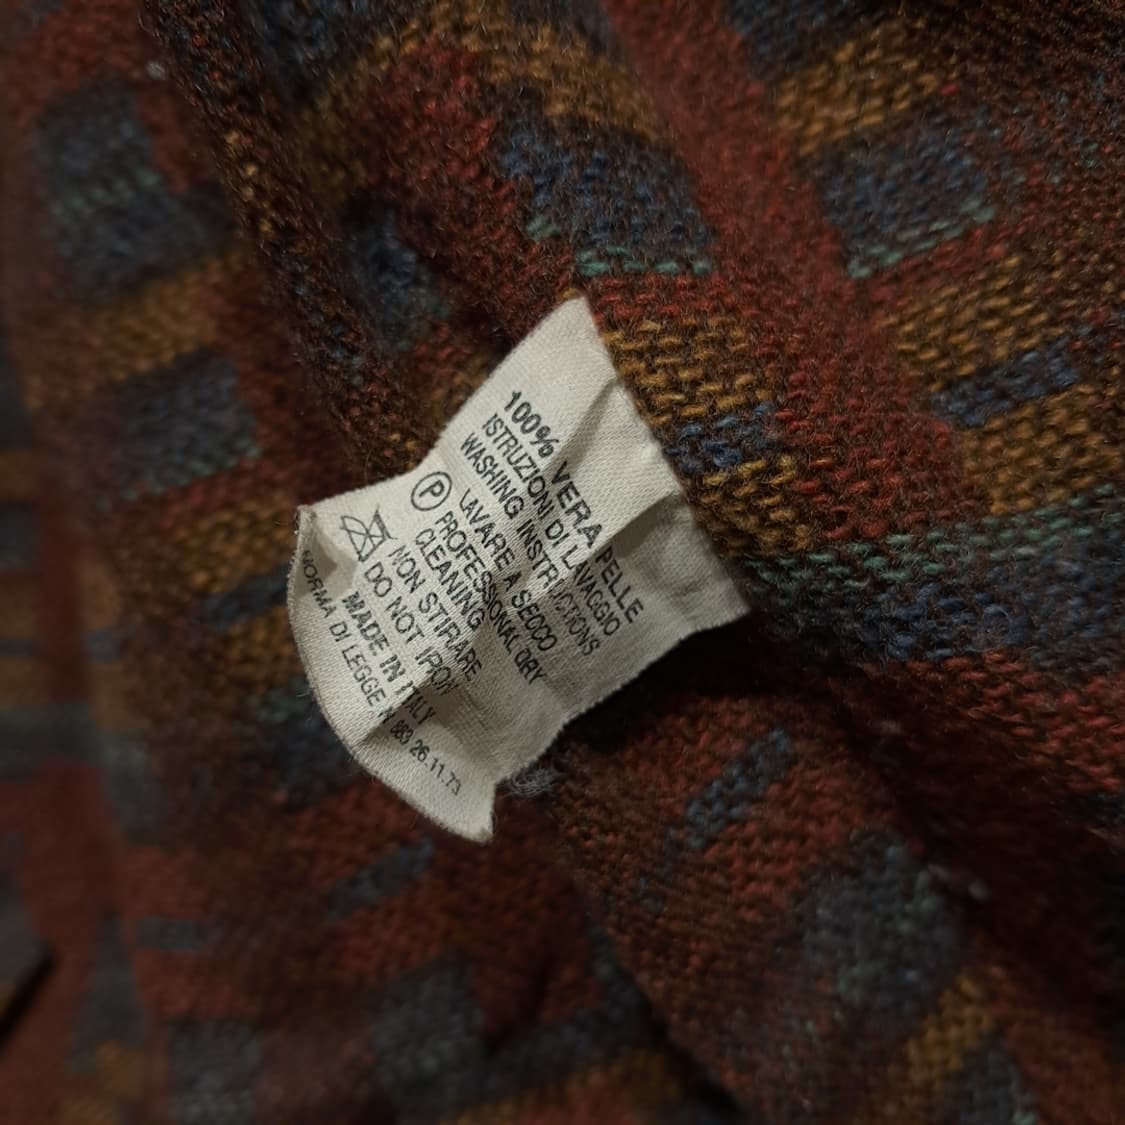 100% VERA PELLE
ISTRUZIONI DI LAVAGGIO
WASHING INSTRUCTIONS
P LAVARE A SECCO
PROFESSIONAL DRY
CLEANING
NON STIRARE
DO NOT IRON
MADE IN ITALY
NORMA DI LEGGE N 883 26.11.73